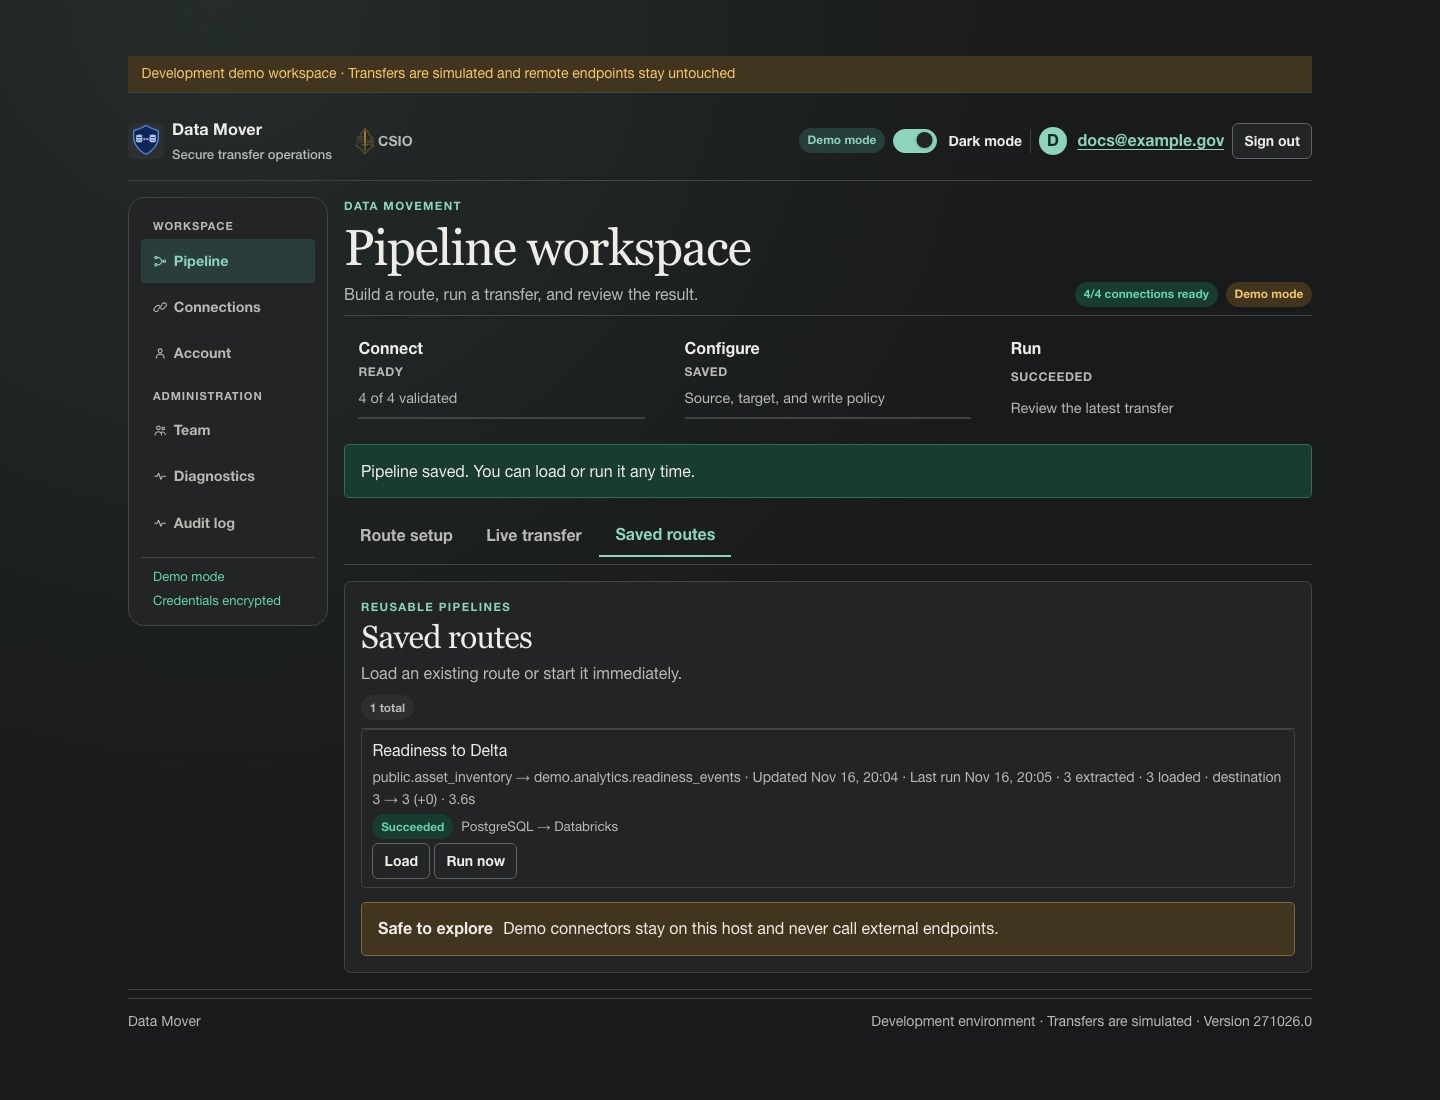 Development demo workspace · Transfers are simulated and remote endpoints stay untouched
Data Mover
Secure transfer operations
CSIO
Demo mode
Dark mode
D
docs@example.gov
Sign out
WORKSPACE
Pipeline
Connections
Account
ADMINISTRATION
Team
Diagnostics
Audit log
Demo mode
Credentials encrypted
DATA MOVEMENT
Pipeline workspace
Build a route, run a transfer, and review the result.
4/4 connections ready
Demo mode
Connect
READY
4 of 4 validated
Configure
SAVED
Source, target, and write policy
Run
SUCCEEDED
Review the latest transfer
Pipeline saved. You can load or run it any time.
Route setup
Live transfer
Saved routes
REUSABLE PIPELINES
Saved routes
Load an existing route or start it immediately.
1 total
Readiness to Delta
public.asset_inventory → demo.analytics.readiness_events · Updated Nov 16, 20:04 · Last run Nov 16, 20:05 · 3 extracted · 3 loaded · destination
3 → 3 (+0) · 3.6s
Succeeded
PostgreSQL → Databricks
Load
Run now
Safe to explore Demo connectors stay on this host and never call external endpoints.
Data Mover
Development environment · Transfers are simulated · Version 271026.0